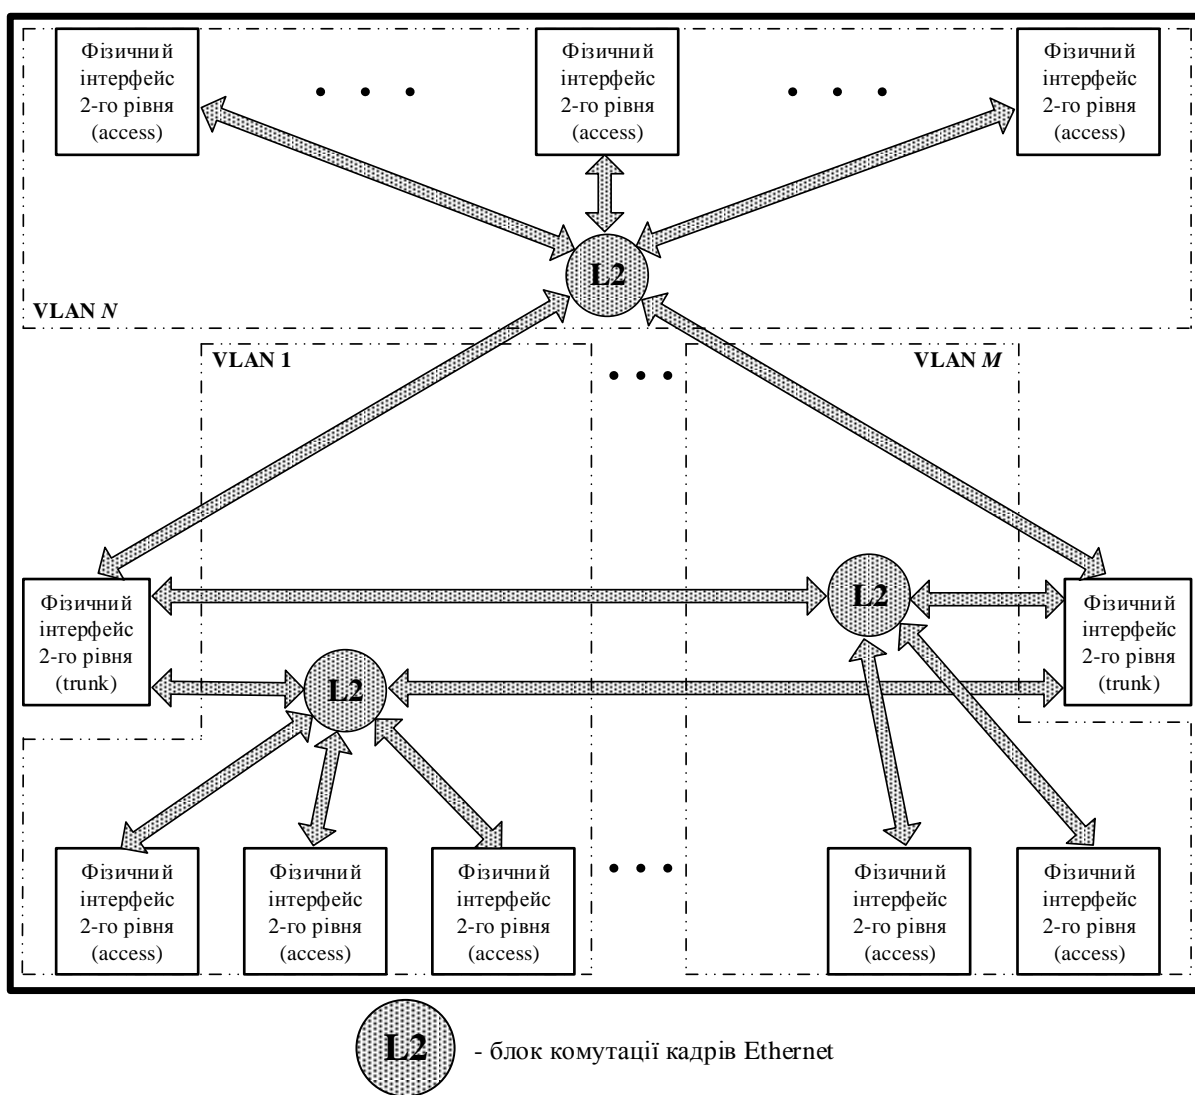 Фізичний
інтерфейс
2-го рівня
(access)
Фізичний
інтерфейс
2-го рівня
(access)
Фізичний
інтерфейс
2-го рівня
(access)
L2
VLAN N
VLAN 1
VLAN M
L2
Фізичний
інтерфейс
2-го рівня
(trunk)
Фізичний
інтерфейс
2-го рівня
(trunk)
L2
Фізичний
інтерфейс
2-го рівня
(access)
Фізичний
інтерфейс
2-го рівня
(access)
Фізичний
інтерфейс
2-го рівня
(access)
Фізичний
інтерфейс
2-го рівня
(access)
Фізичний
інтерфейс
2-го рівня
(access)
L2 - блок комутації кадрів Ethernet